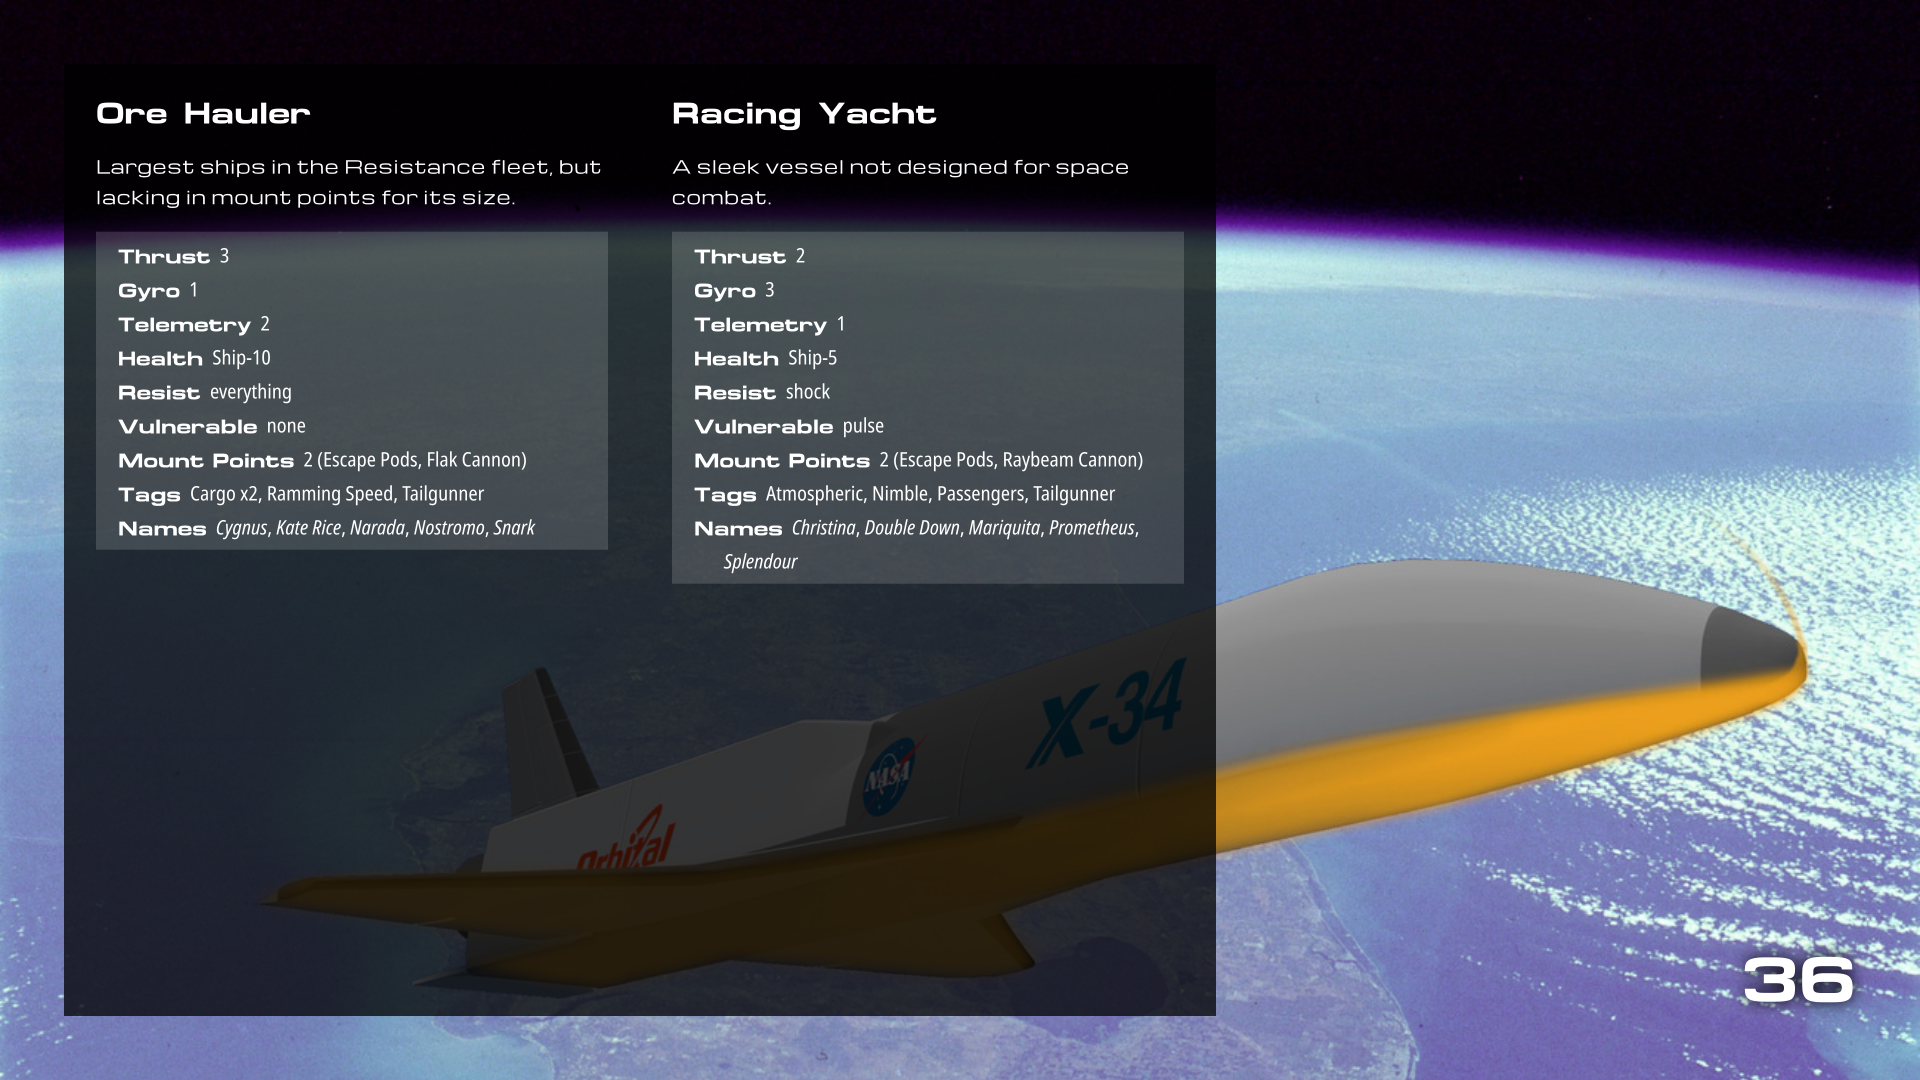 Ore Hauler
Largest ships in the Resistance fleet, but
lacking in mount points for its size.
Thrust 3
Gyro 1
Telemetry 2
Health Ship-10
Resist everything
Vulnerable none
Mount Points 2 (Escape Pods, Flak Cannon)
Tags Cargo x2, Ramming Speed, Tailgunner
Names Cygnus, Kate Rice, Narada, Nostromo, Snark
Racing Yacht
A sleek vessel not designed for space
combat.
Thrust 2
Gyro 3
Telemetry 1
Health Ship-5
Resist shock
Vulnerable pulse
Mount Points 2 (Escape Pods, Raybeam Cannon)
Tags Atmospheric, Nimble, Passengers, Tailgunner
Names Christina, Double Down, Mariquita, Prometheus,
Splendour
X-34
NASA
Orbital
36